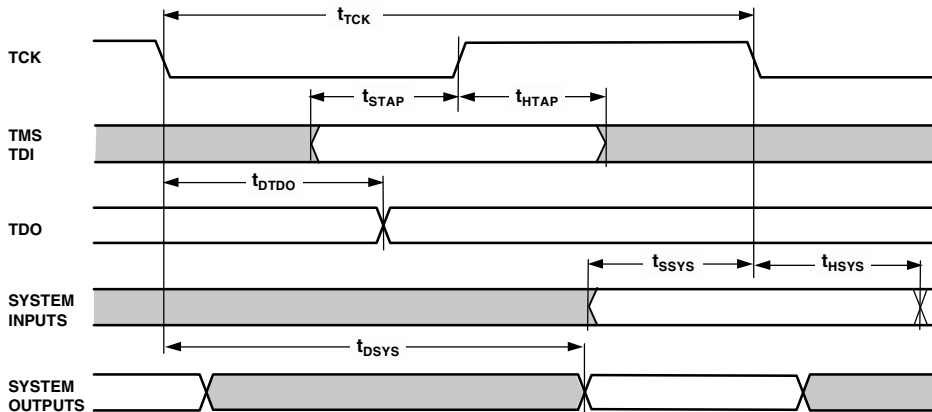 tTCK
TCK
tSTAP
tHTAP
TMS
TDI
tDTDO
TDO
tSSYS
tHSYS
SYSTEM
INPUTS
tDSYS
SYSTEM
OUTPUTS